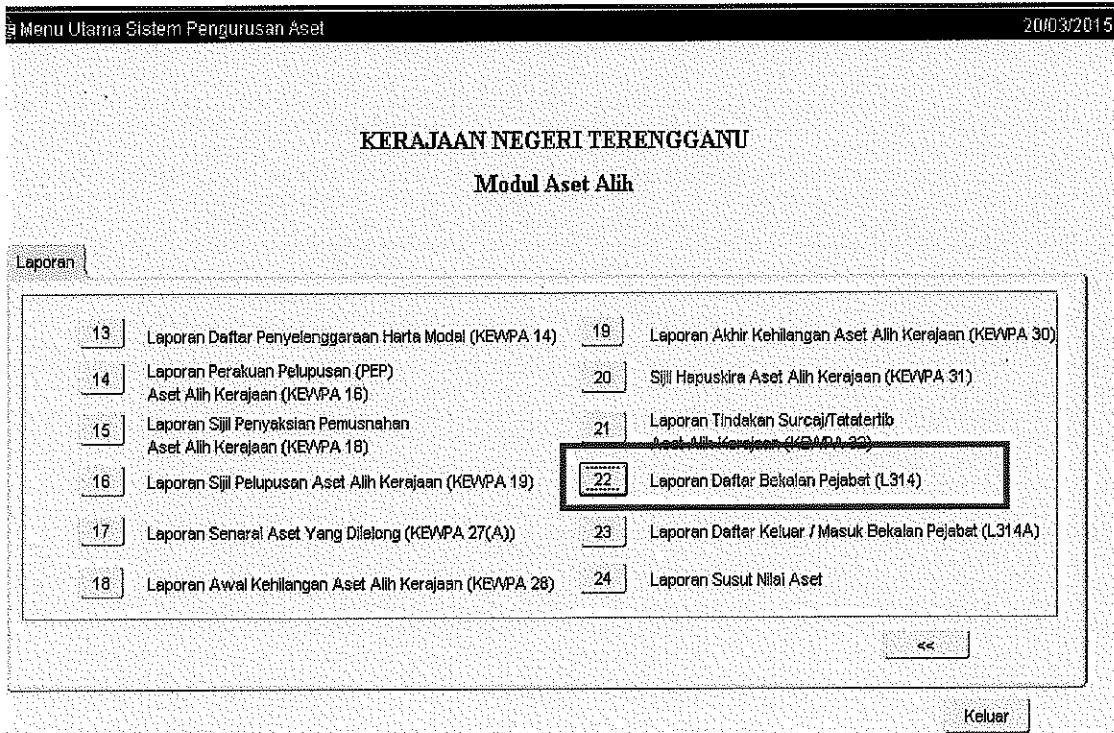 Menu Utama Sistem Pengurusan Aset
20/03/2015
KERAJAAN NEGERI TERENGGANU
Modul Aset Alih
Laporan
13 Laporan Daftar Penyelenggaraan Harta Modal (KEWPA 14)
14 Laporan Perakuan Pelupusan (PEP)
Aset Alih Kerajaan (KEWPA 16)
15 Laporan Sijil Penyaksian Pemusnahan
Aset Alih Kerajaan (KEWPA 18)
16 Laporan Sijil Pelupusan Aset Alih Kerajaan (KEWPA 19)
17 Laporan Senarai Aset Yang Dilelong (KEWPA 27(A))
18 Laporan Awal Kehilangan Aset Alih Kerajaan (KEWPA 28)
19 Laporan Akhir Kehilangan Aset Alih Kerajaan (KEWPA 30)
20 Sijil Hapuskira Aset Alih Kerajaan (KEWPA 31)
21 Laporan Tindakan Surcaj/Tatatertib
Aset Alih Kerajaan (KEWPA 32)
22 Laporan Daftar Bekalan Pejabat (L314)
23 Laporan Daftar Keluar / Masuk Bekalan Pejabat (L314A)
24 Laporan Susut Nilai Aset
<<
Keluar